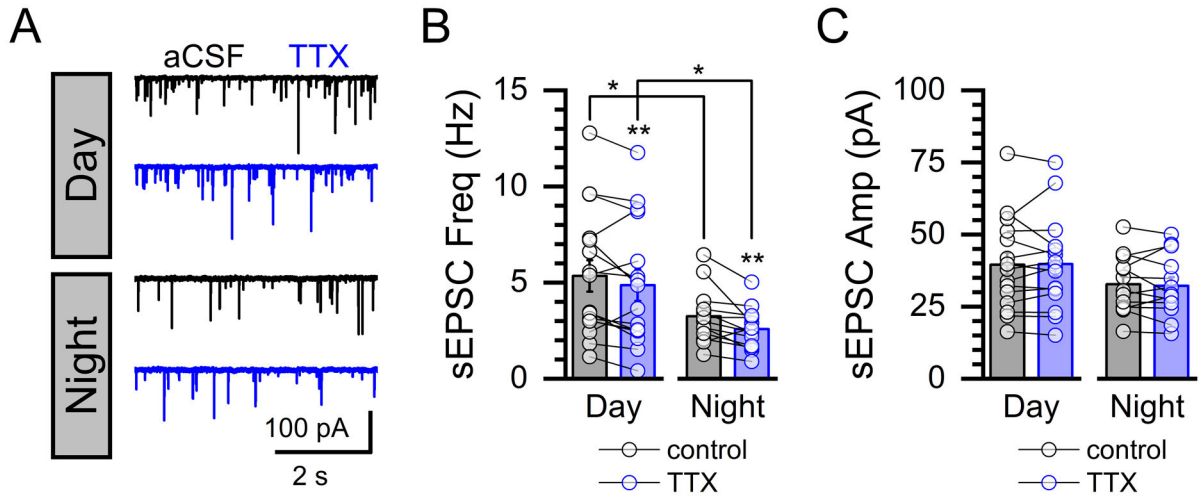 A
aCSF TTX
Day
Night
100 pA
2 s
B
sEPSC Freq (Hz)
15
10
5
0
*
*
**
**
Day Night
control
TTX
C
sEPSC Amp (pA)
100
75
50
25
0
Day Night
control
TTX